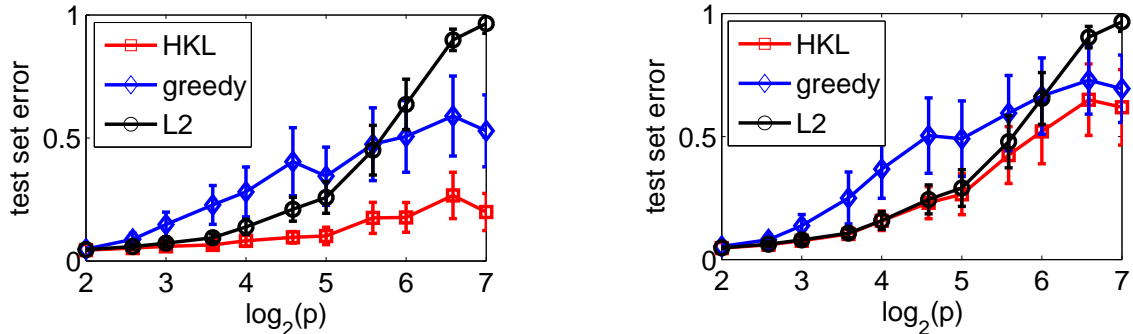 1
0.5
0
test set error
HKL
greedy
L2
2 3 4 5 6 7
log2(p)
1
0.5
0
test set error
HKL
greedy
L2
2 3 4 5 6 7
log2(p)